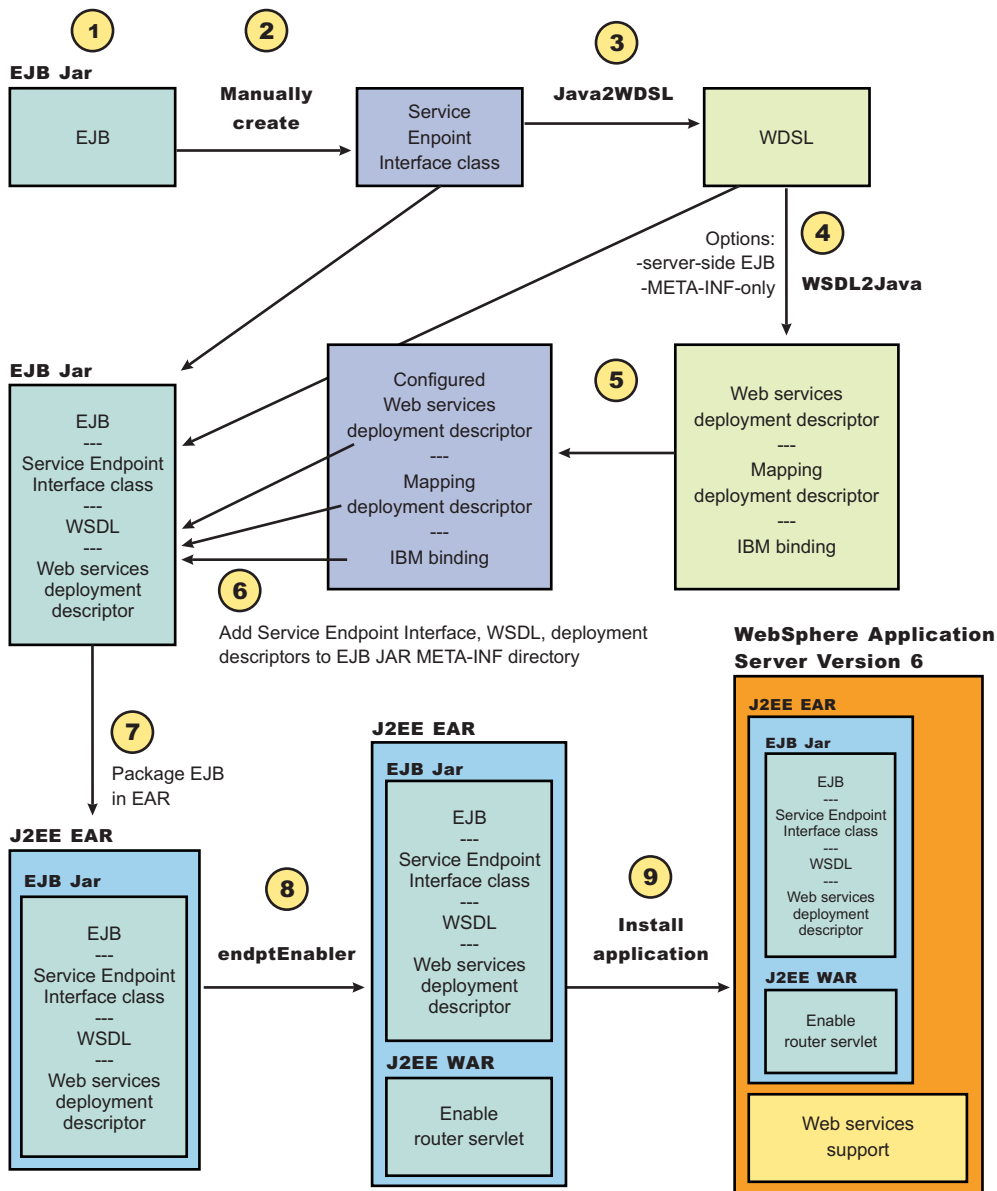 1
2
3
EJB Jar
EJB
Manually
create
Service
Enpoint
Interface class
Java2WDSL
WDSL
Options:
-server-side EJB
-META-INF-only
4
WSDL2Java
EJB Jar
EJB
---
Service Endpoint
Interface class
---
WSDL
---
Web services
deployment
descriptor
Configured
Web services
deployment descriptor
---
Mapping
deployment descriptor
---
IBM binding
5
Web services
deployment descriptor
---
Mapping
deployment descriptor
---
IBM binding
6
Add Service Endpoint Interface, WSDL, deployment
descriptors to EJB JAR META-INF directory
7
Package EJB
in EAR
J2EE EAR
EJB Jar
EJB
---
Service Endpoint
Interface class
---
WSDL
---
Web services
deployment
descriptor
8
endptEnabler
J2EE EAR
EJB Jar
EJB
---
Service Endpoint
Interface class
---
WSDL
---
Web services
deployment
descriptor
J2EE WAR
Enable
router servlet
9
Install
application
WebSphere Application
Server Version 6
J2EE EAR
EJB Jar
EJB
---
Service Endpoint
Interface class
---
WSDL
---
Web services
deployment
descriptor
J2EE WAR
Enable
router servlet
Web services
support